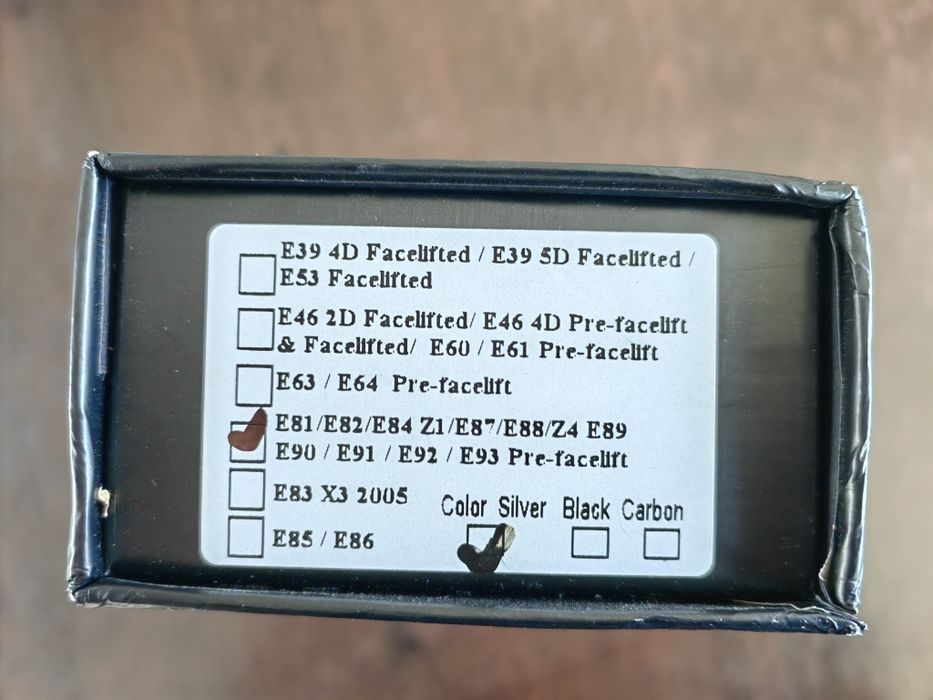 E39 4D Facelifted / E39 5D Facelifted /
E53 Facelifted
E46 2D Facelifted/ E46 4D Pre-facelift
& Facelifted/ E60 / E61 Pre-facelift
E63 / E64 Pre-facelift
E81/E82/E84 Z1/E87/E88/Z4 E89
E90 / E91 / E92 / E93 Pre-facelift
E83 X3 2005
Color Silver Black Carbon
E85 / E86